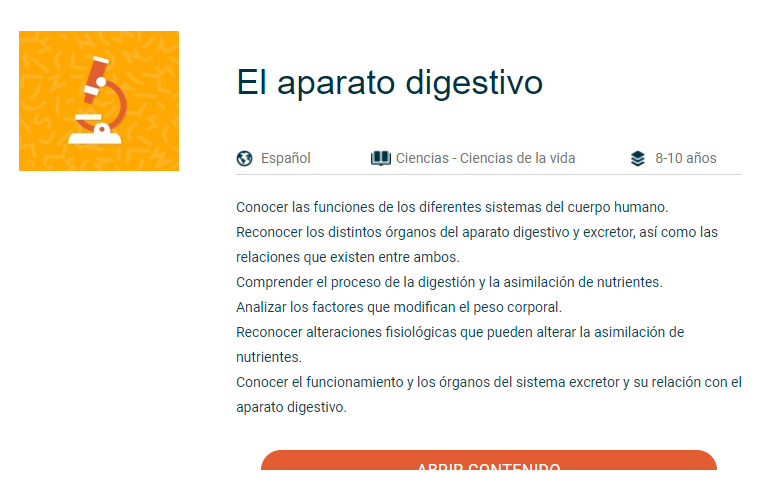 El aparato digestivo
Español
Ciencias - Ciencias de la vida
8-10 años
Conocer las funciones de los diferentes sistemas del cuerpo humano.
Reconocer los distintos órganos del aparato digestivo y excretor, así como las
relaciones que existen entre ambos.
Comprender el proceso de la digestión y la asimilación de nutrientes.
Analizar los factores que modifican el peso corporal.
Reconocer alteraciones fisiológicas que pueden alterar la asimilación de
nutrientes.
Conocer el funcionamiento y los órganos del sistema excretor y su relación con el
aparato digestivo.
ABRIR CONTENIDO